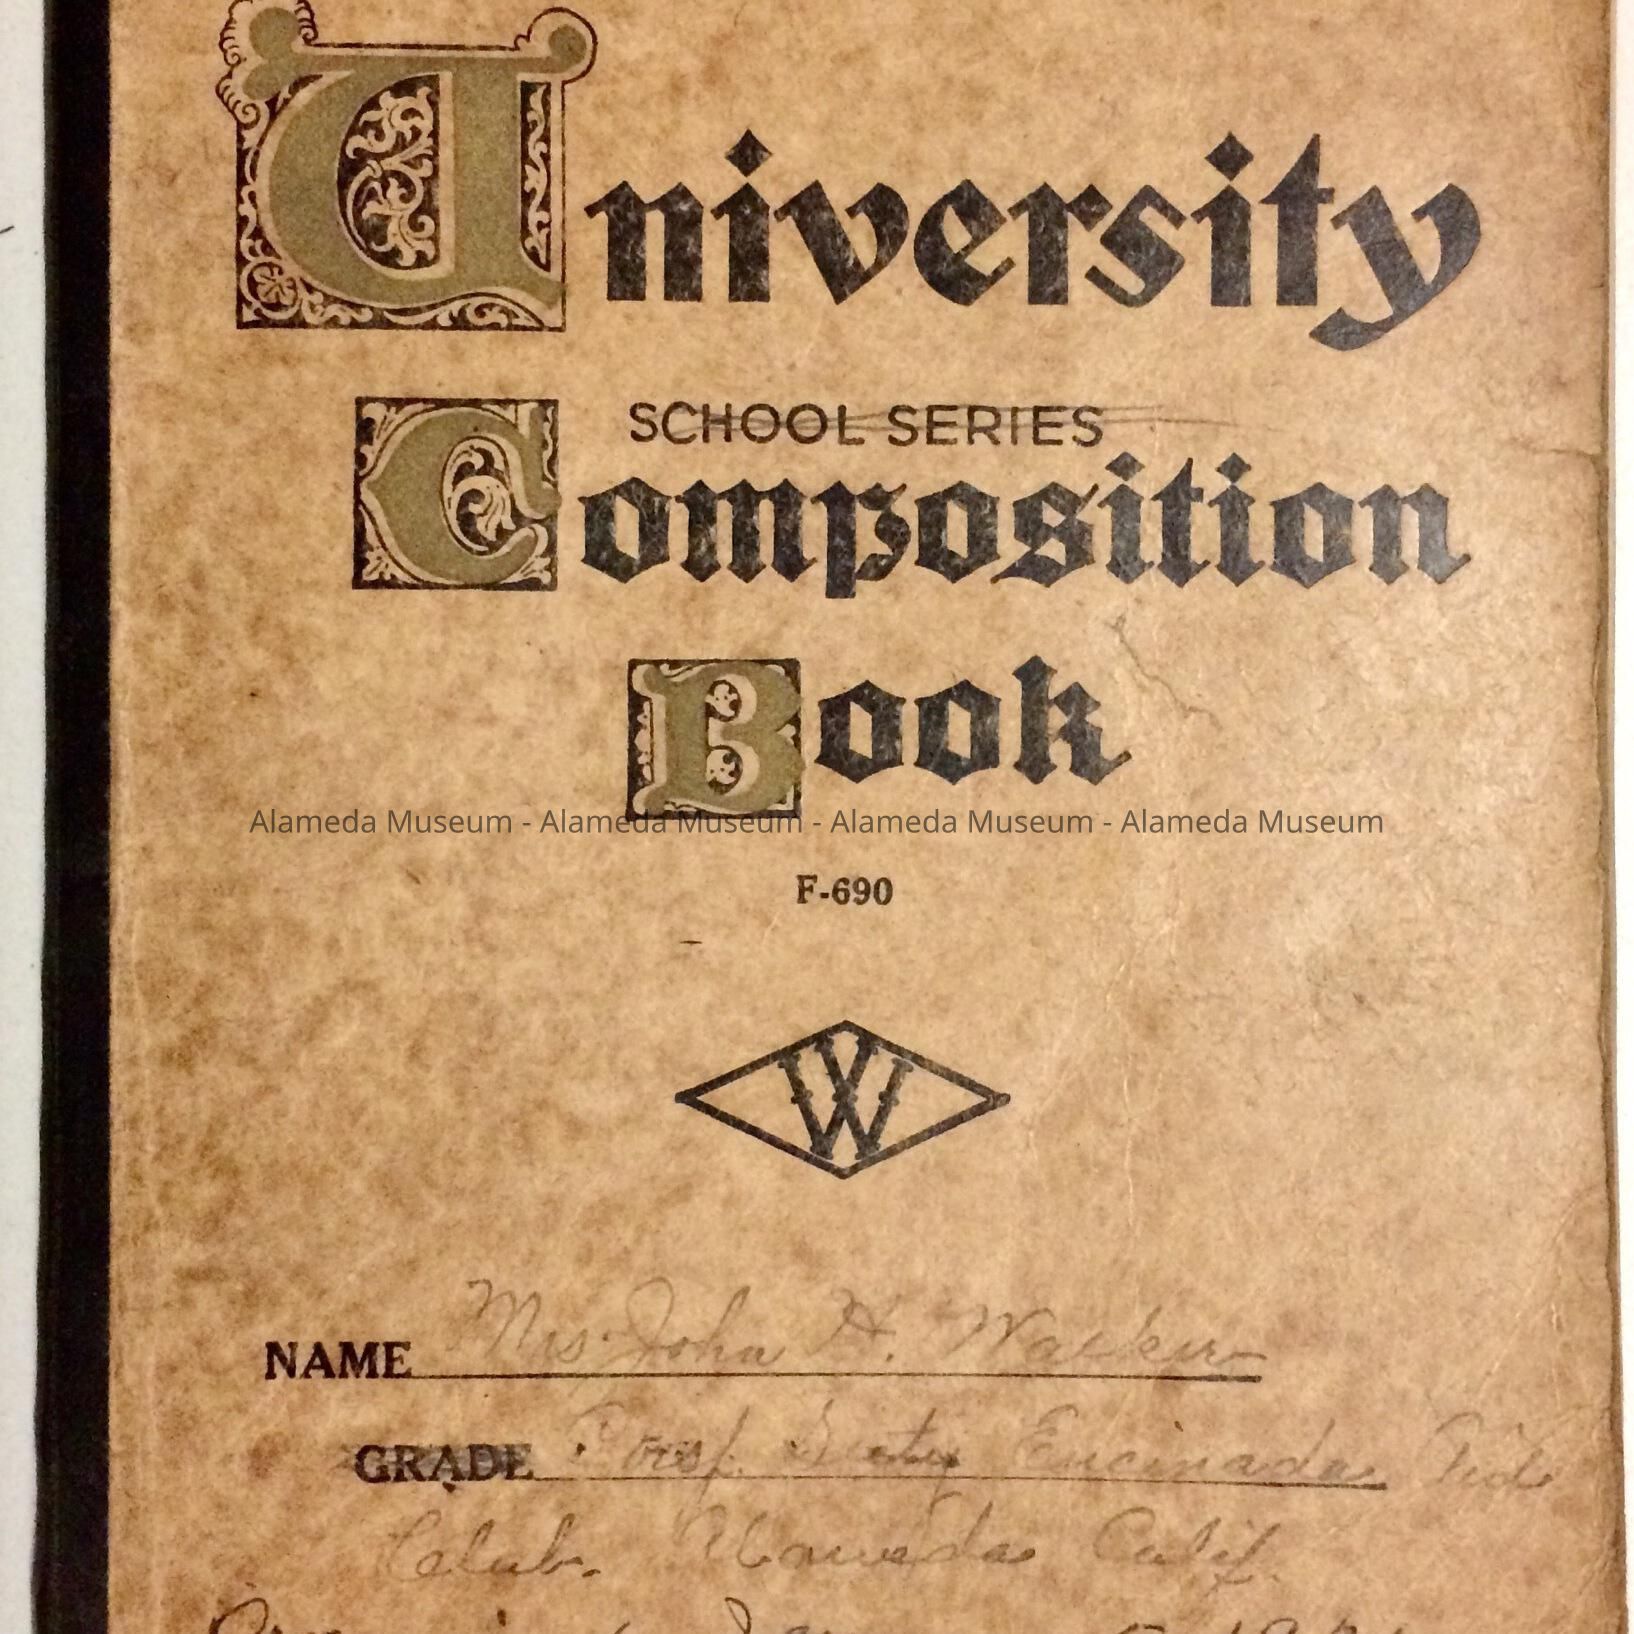 University
SCHOOL SERIES
Composition
Book
Alameda Museum - Alameda Museum - Alameda Museum - Alameda Museum
F-690
W
NAME Mrs. John H. Walker
GRADE Encinada
Club. Alameda Calif.